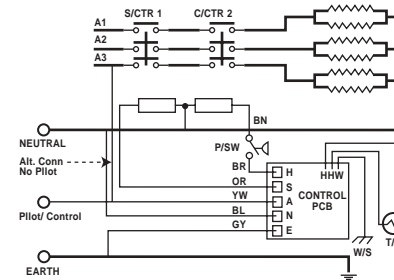 S/CTR 1 C/CTR 2
A1
A2
A3
BN
NEUTRAL
P/SW
Alt. Conn
No PIlot
BR H HHW
OR S
CONTROL
PCB
YW A
PIlot/ Control
BL N
GY E
W/S
T/
EARTH